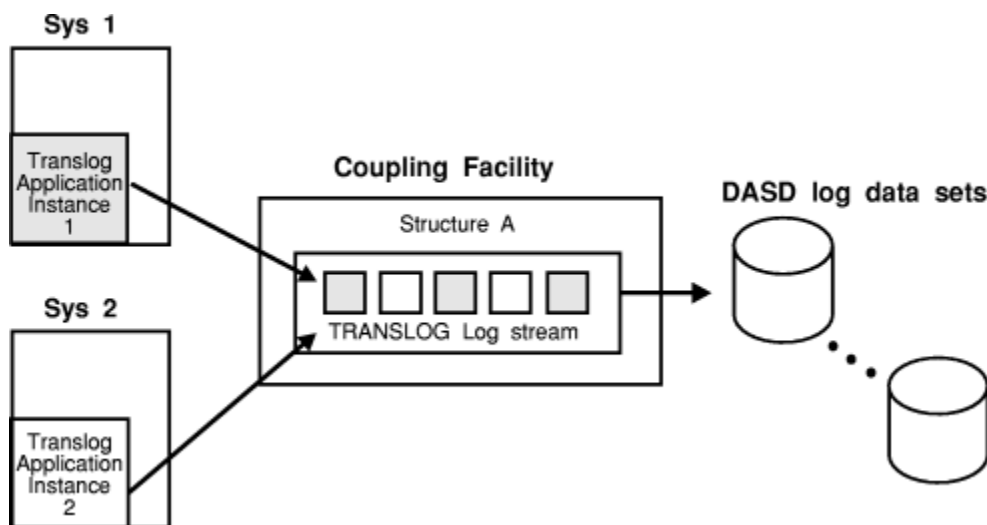 Sys 1
Translog
Application
Instance
1
Coupling Facility
Structure A
TRANSLOG Log stream
DASD log data sets
Sys 2
Translog
Application
Instance
2